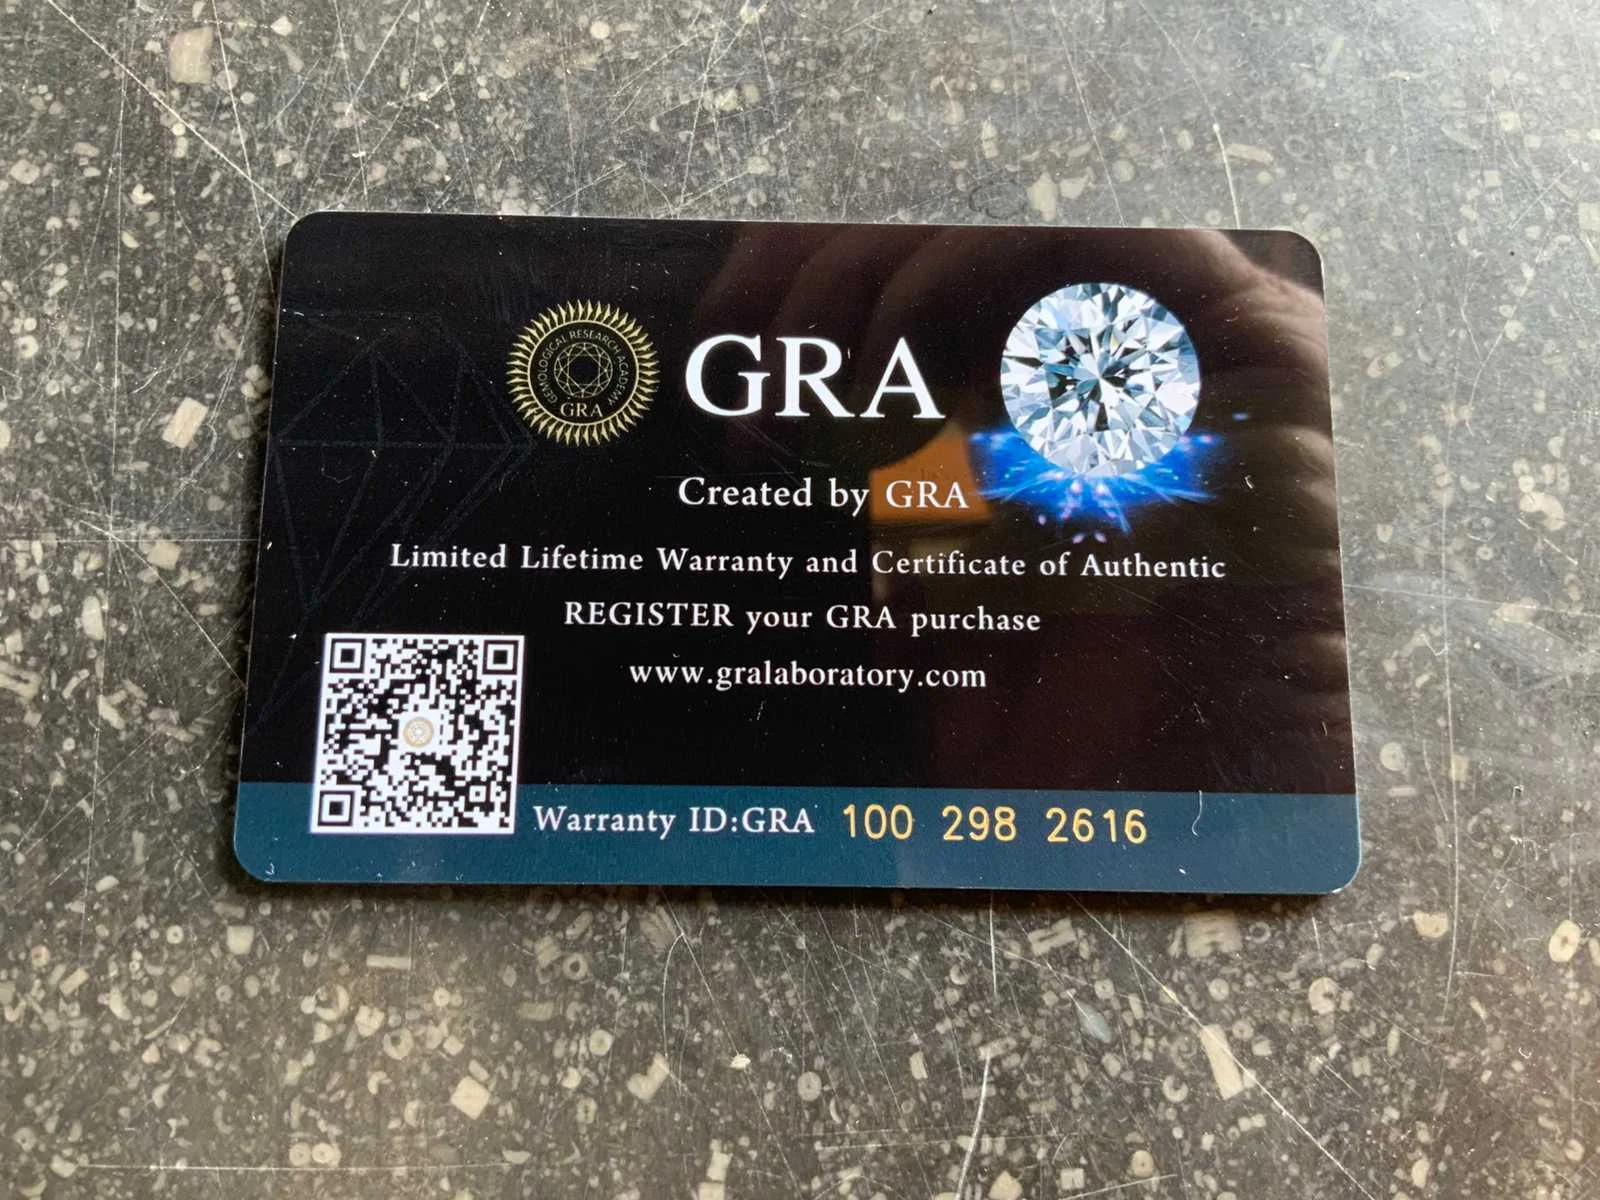 GEMOLOGICAL RESEARCH ACADEMY
GRA
GRA
Created by GRA
Limited Lifetime Warranty and Certificate of Authentic
REGISTER your GRA purchase
www.gralaboratory.com
Warranty ID:GRA 100 298 2616